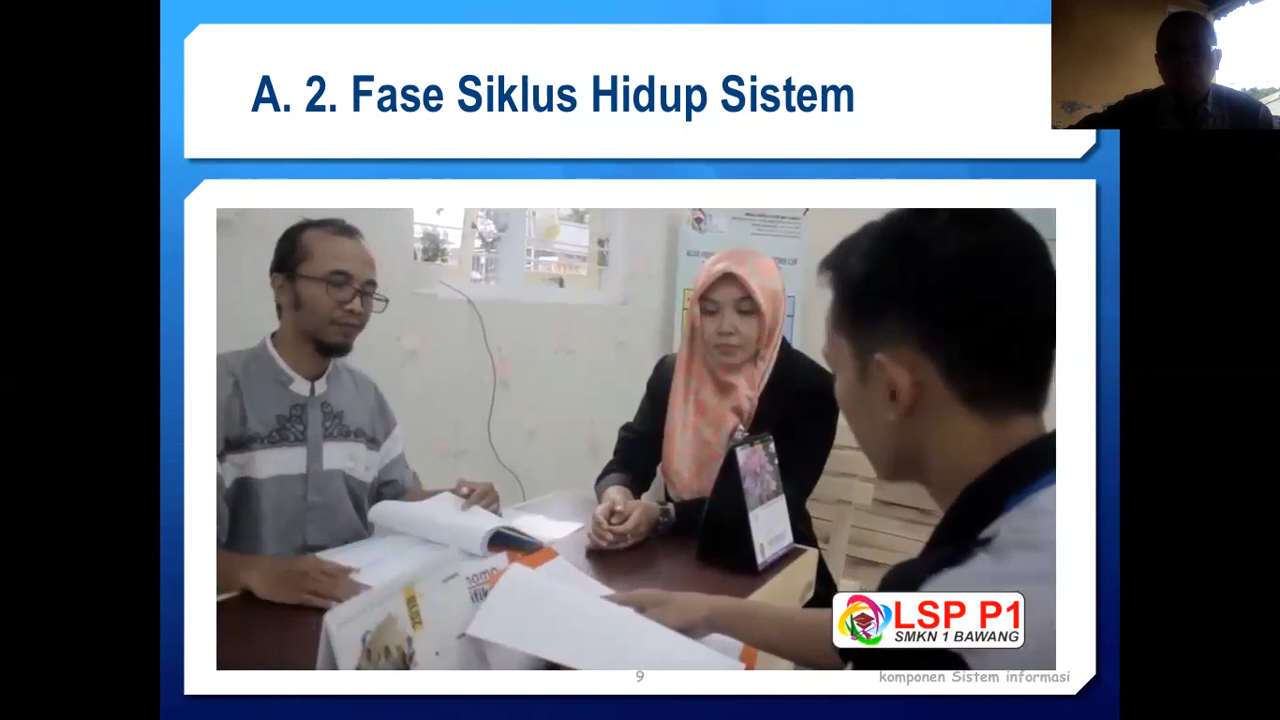 A. 2. Fase Siklus Hidup Sistem
LSP P1
SMKN 1 BAWANG
9
komponen Sistem informasi